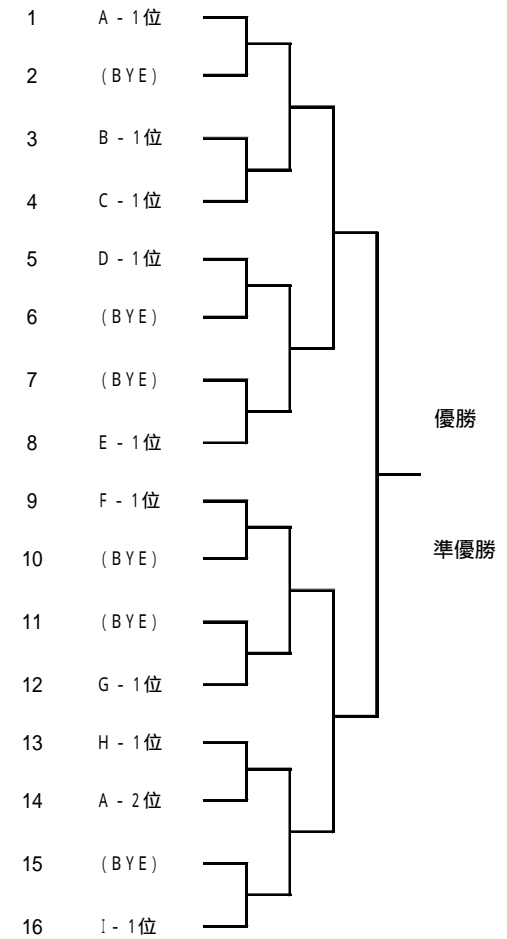 1 A - 1位
2 (BYE)
3 B - 1位
4 C - 1位
5 D - 1位
6 (BYE)
7 (BYE)
優勝
8 E - 1位
9 F - 1位
準優勝
10 (BYE)
11 (BYE)
12 G - 1位
13 H - 1位
14 A - 2位
15 (BYE)
16 I - 1位